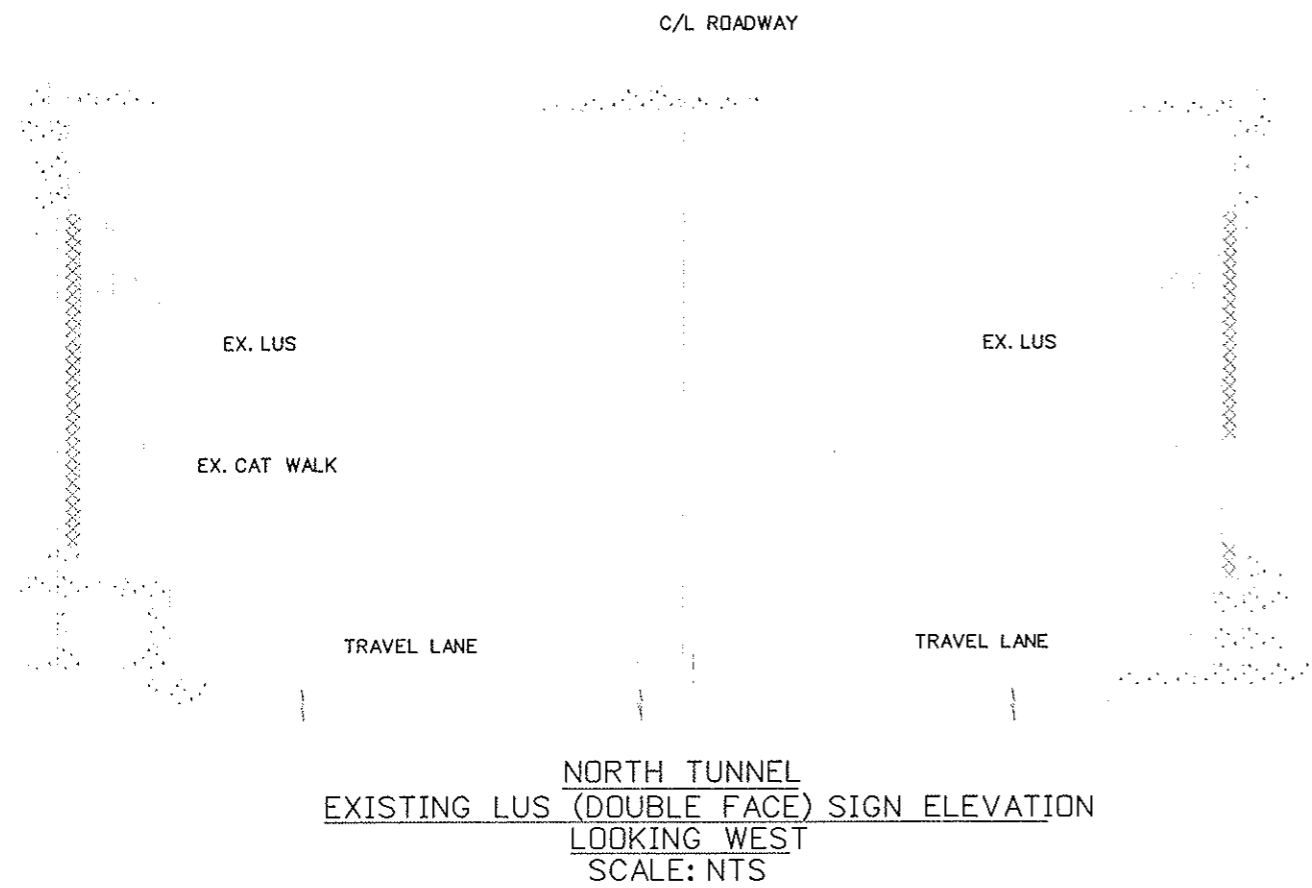 C/L ROADWAY
EX. LUS
EX. LUS
EX. CAT WALK
TRAVEL LANE
TRAVEL LANE
NORTH TUNNEL
EXISTING LUS (DOUBLE FACE) SIGN ELEVATION
LOOKING WEST
SCALE: NTS